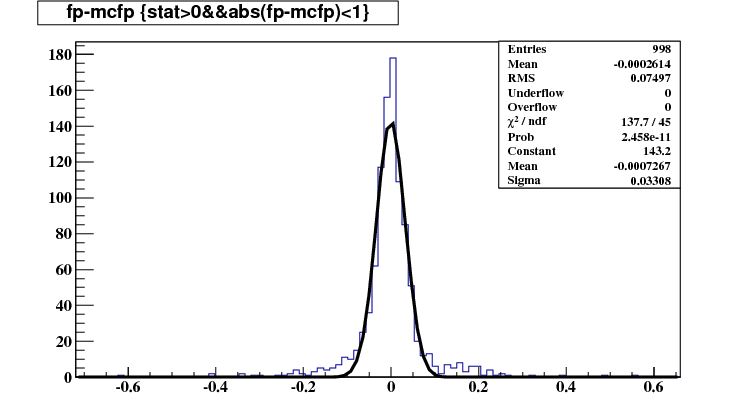 fp-mcfp {stat>0&&abs(fp-mcfp)<1}
Entries 998
Mean -0.0002614
RMS 0.07497
Underflow 0
Overflow 0
χ² / ndf 137.7 / 45
Prob 2.458e-11
Constant 143.2
Mean -0.0007267
Sigma 0.03308
180
160
140
120
100
80
60
40
20
0
-0.6 -0.4 -0.2 0 0.2 0.4 0.6